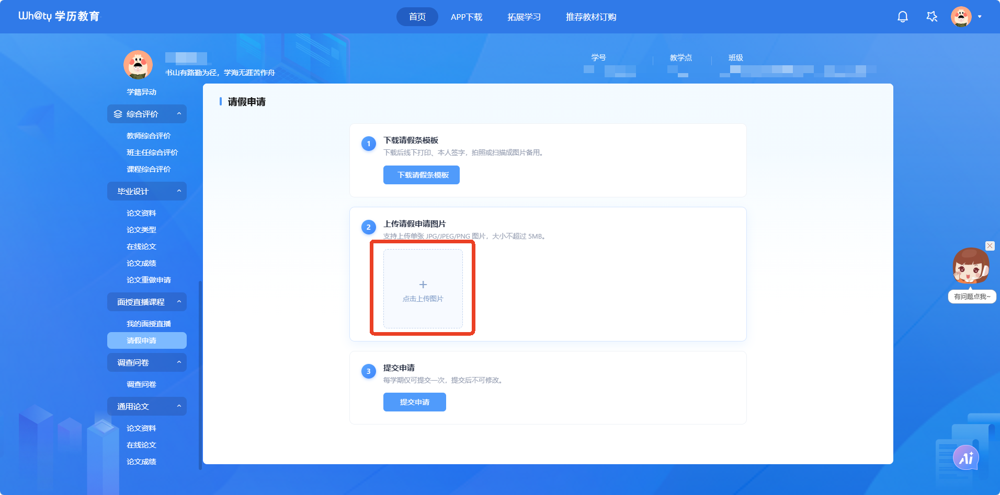 Wh@ty 学历教育
首页
APP下载
拓展学习
推荐教材订购
书山有路勤为径，学海无涯苦作舟
学号
教学点
班级
学籍异动
综合评价
教师综合评价
班主任综合评价
课程综合评价
毕业设计
论文资料
论文类型
在线论文
论文成绩
论文重做申请
面授直播课程
我的面授直播
请假申请
调查问卷
调查问卷
通用论文
论文资料
在线论文
论文成绩
请假申请
1
下载请假条模板
下载后线下打印、本人签字，拍照或扫描成图片备用。
下载请假条模板
2
上传请假申请图片
支持上传单张 JPG/JPEG/PNG 图片，大小不超过 5MB。
点击上传图片
3
提交申请
每学期仅可提交一次，提交后不可修改。
提交申请
有问题点我~
Ai